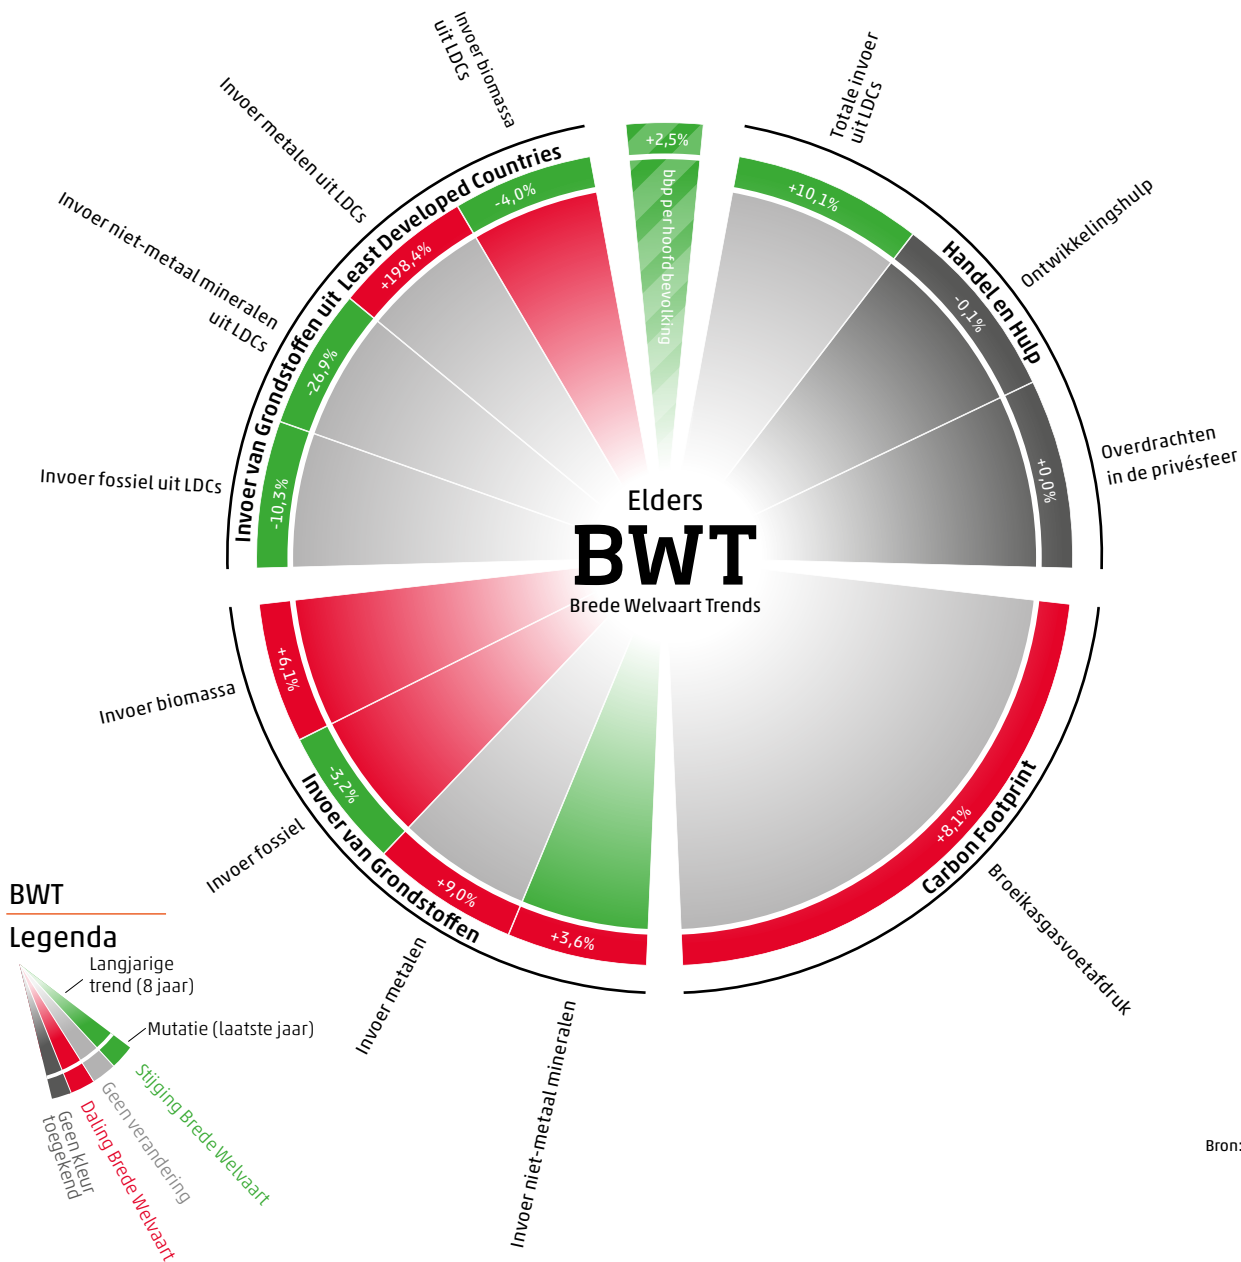 Invoer biomassa
uit LDCs
Totale invoer
uit LDCs
Invoer metalen uit LDCs
Ontwikkelingshulp
Invoer niet-metaal mineralen
uit LDCs
Invoer fossiel uit LDCs
Overdrachten
in de privésfeer
Invoer van Grondstoffen uit Least Developed Countries
Handel en Hulp
+2,5%
bbp per hoofd bevolking
-4,0%
+198,4%
-26,9%
-10,3%
+10,1%
-0,1%
+0,0%
Elders
BWT
Brede Welvaart Trends
+6,1%
-3,2%
+9,0%
+3,6%
+8,1%
Invoer van Grondstoffen
Carbon Footprint
Invoer biomassa
Invoer fossiel
Invoer metalen
Invoer niet-metaal mineralen
Broeikasgasvoetafdruk
BWT
Legenda
Langjarige
trend (8 jaar)
Mutatie (laatste jaar)
Stijging Brede Welvaart
Geen verandering
Daling Brede Welvaart
Geen kleur
toegekend
Bron: